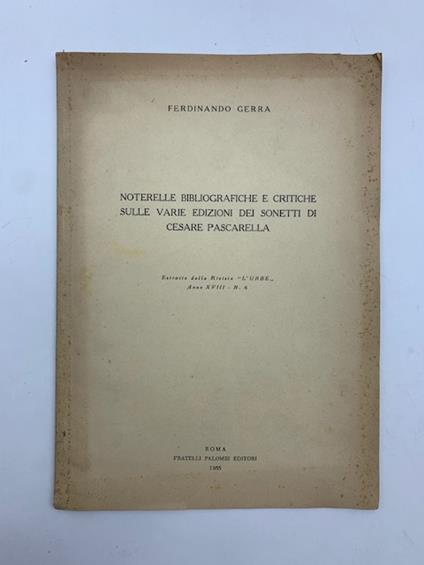 FERDINANDO GERRA
NOTERELLE BIBLIOGRAFICHE E CRITICHE
SULLE VARIE EDIZIONI DEI SONETTI DI
CESARE PASCARELLA
Estratto dalla Rivista "L'URBE„
Anno XVIII - N. 6
ROMA
FRATELLI PALOMBI EDITORI
1955